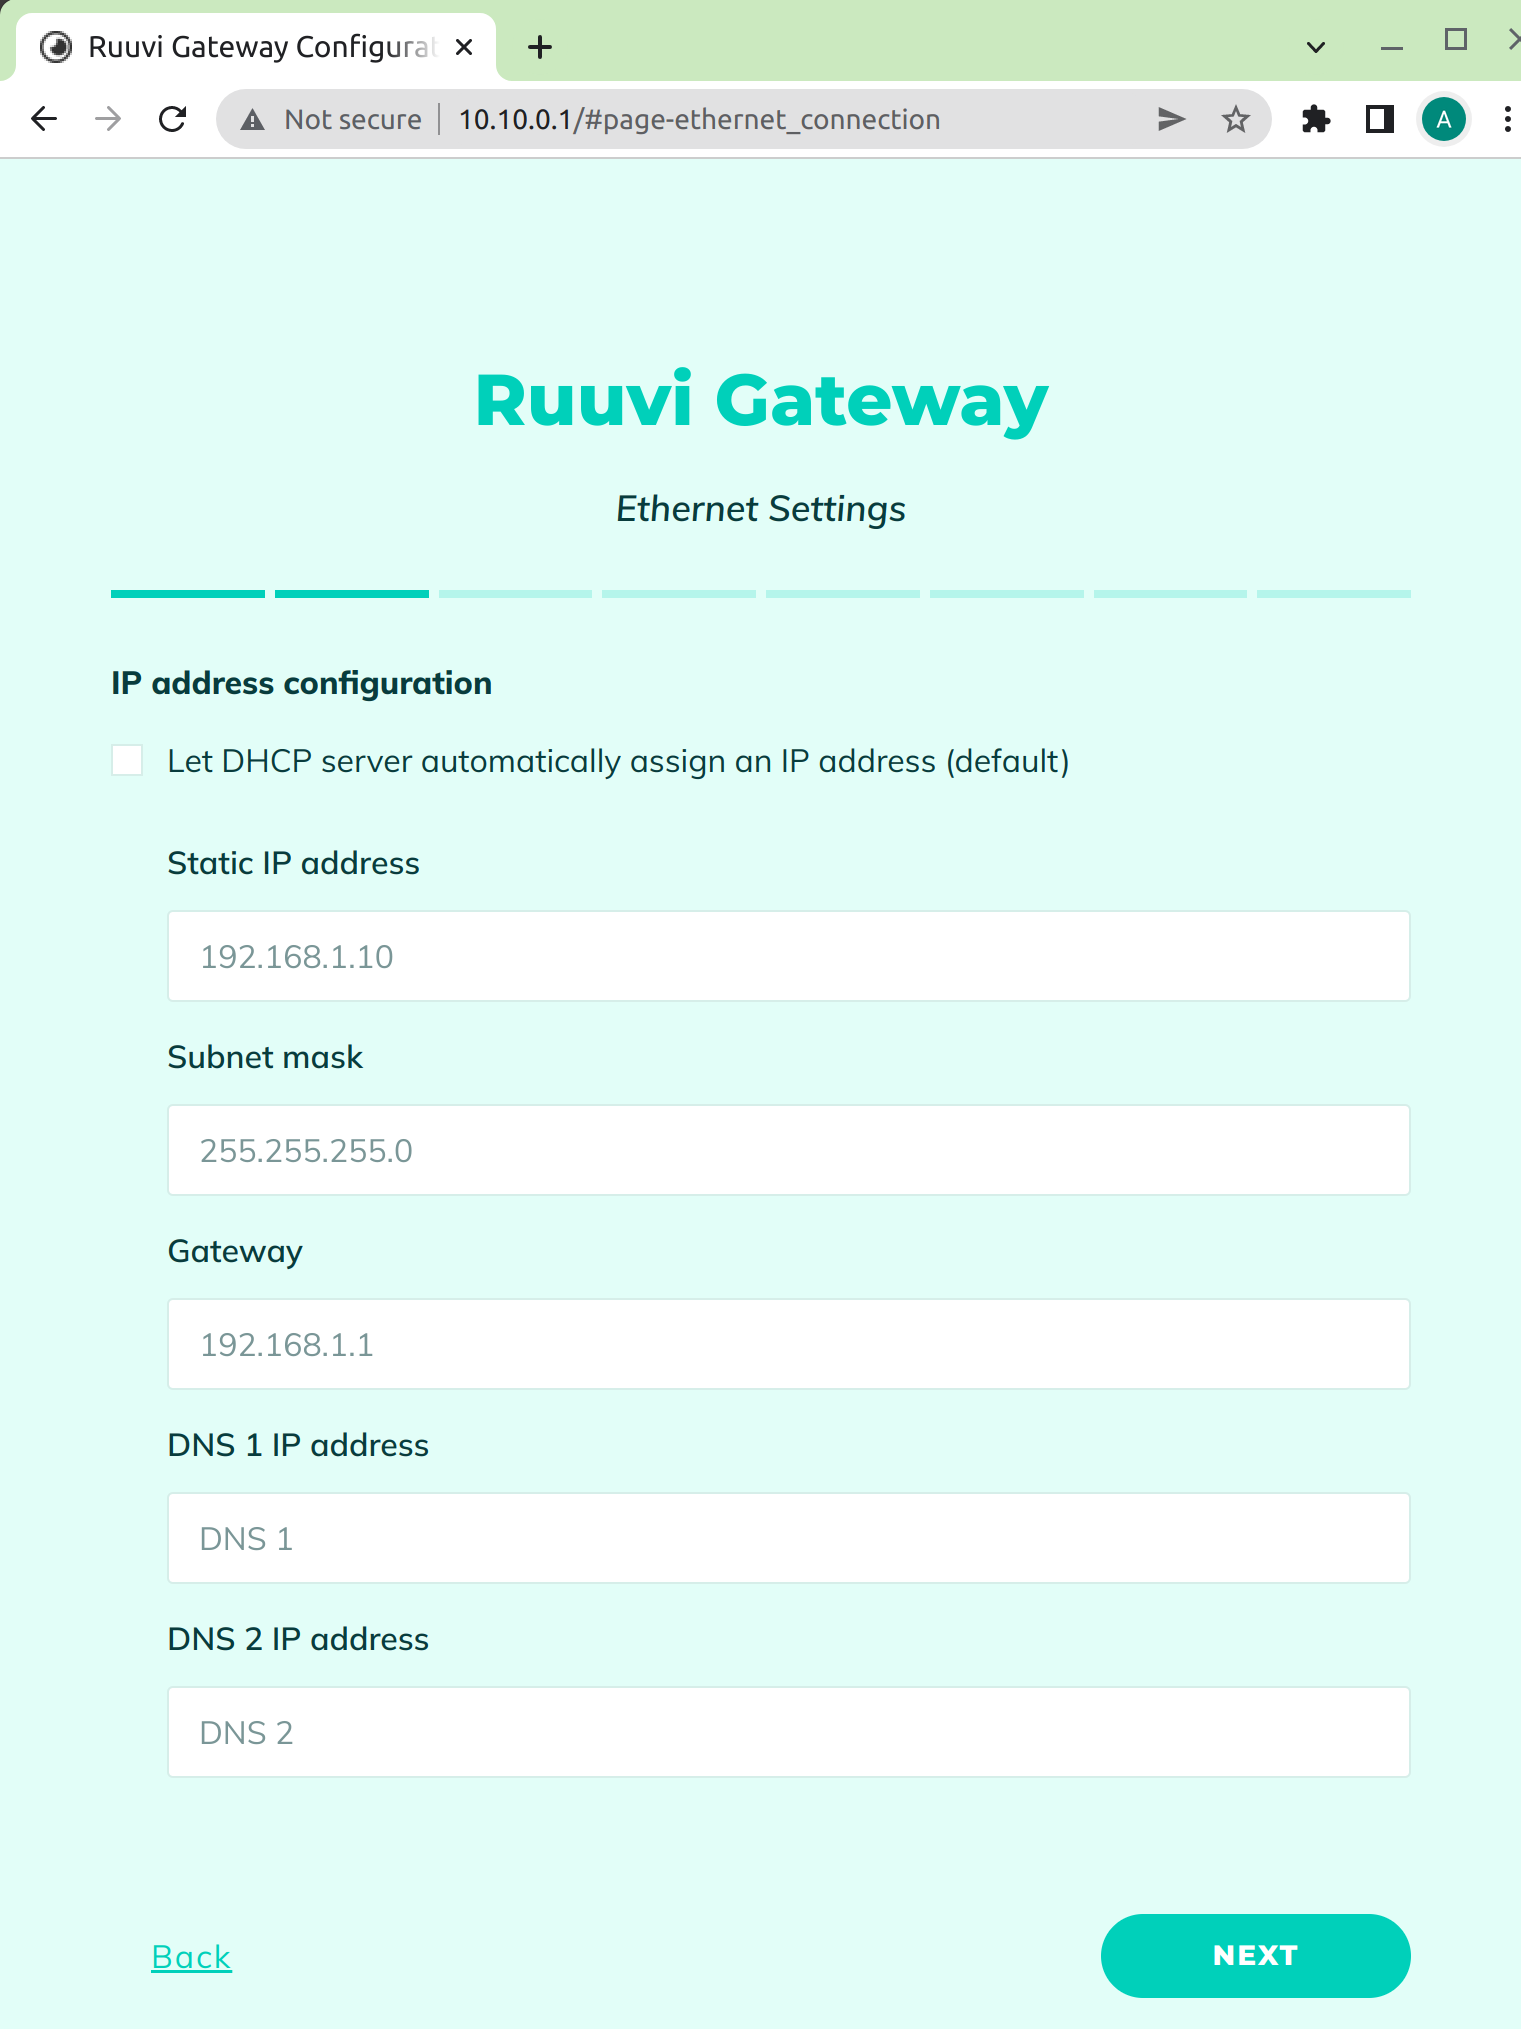 Ruuvi Gateway Configurat
Not secure 10.10.0.1/#page-ethernet_connection
A
Ruuvi Gateway
Ethernet Settings
IP address configuration
Let DHCP server automatically assign an IP address (default)
Static IP address
192.168.1.10
Subnet mask
255.255.255.0
Gateway
192.168.1.1
DNS 1 IP address
DNS 1
DNS 2 IP address
DNS 2
Back
NEXT